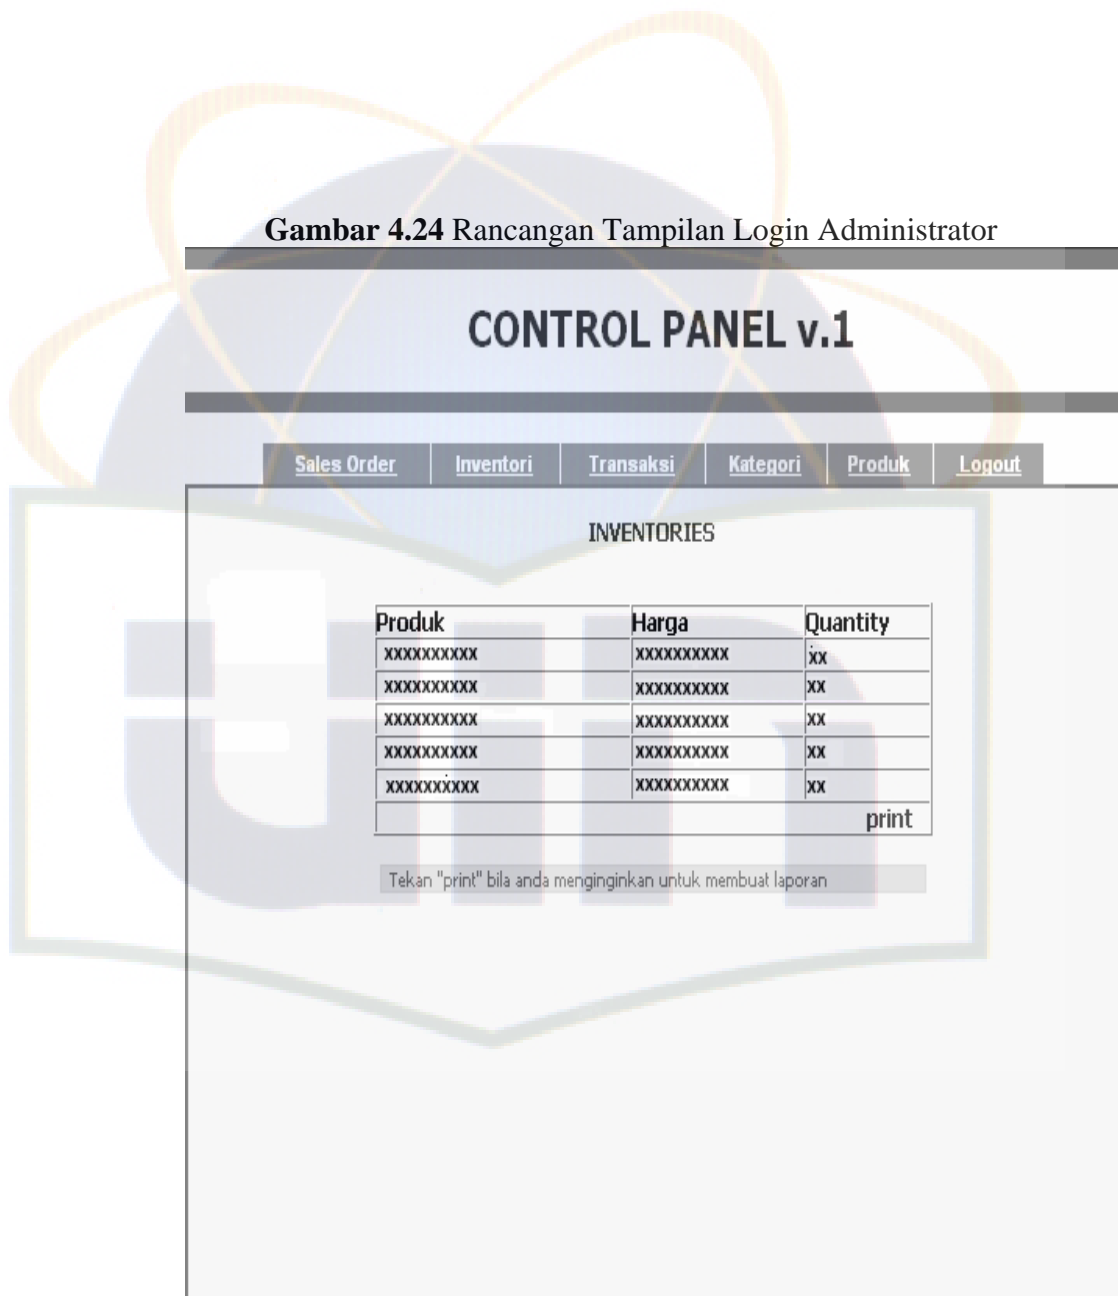 Gambar 4.24 Rancangan Tampilan Login Administrator
CONTROL PANEL v.1
Sales Order Inventori Transaksi Kategori Produk Logout
INVENTORIES
Produk Harga Quantity
xxxxxxxxxx xxxxxxxxxx xx
xxxxxxxxxx xxxxxxxxxx xx
xxxxxxxxxx xxxxxxxxxx xx
xxxxxxxxxx xxxxxxxxxx xx
xxxxxxxxxx xxxxxxxxxx xx
print
Tekan "print" bila anda menginginkan untuk membuat laporan
uin